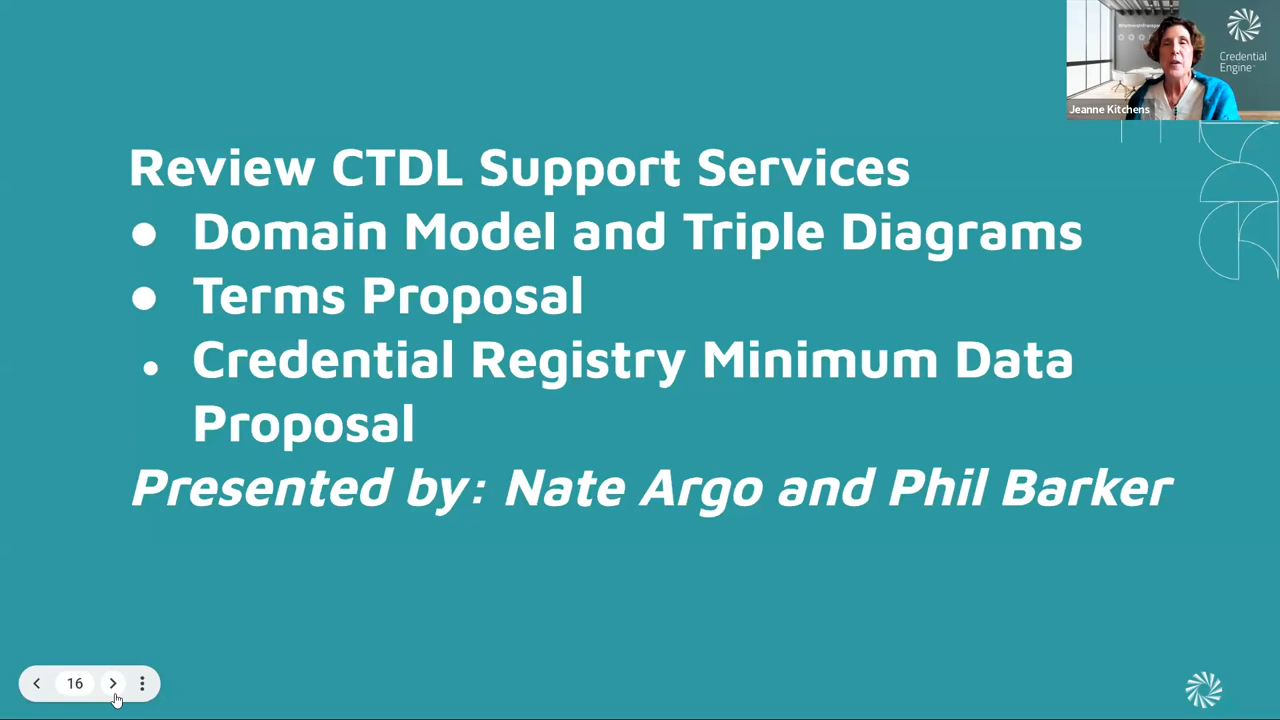 Credential
Engine
Jeanne Kitchens
Review CTDL Support Services
● Domain Model and Triple Diagrams
● Terms Proposal
● Credential Registry Minimum Data
Proposal
Presented by: Nate Argo and Phil Barker
16